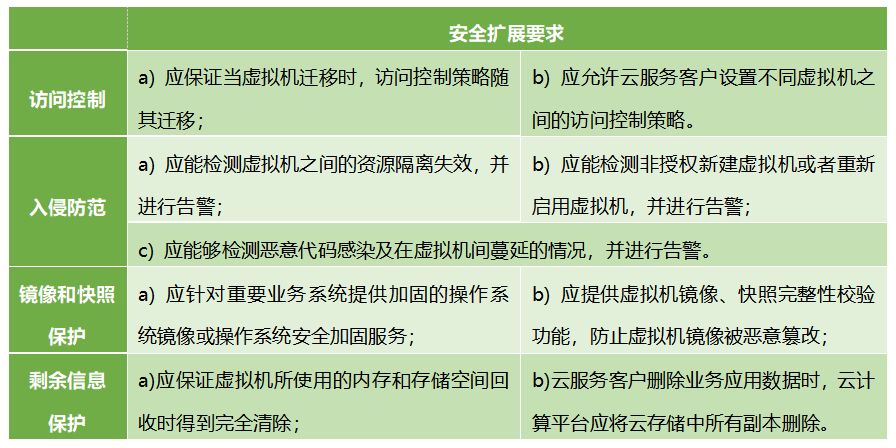 安全扩展要求
访问控制
a) 应保证当虚拟机迁移时，访问控制策略随
其迁移；
b) 应允许云服务客户设置不同虚拟机之
间的访问控制策略。
入侵防范
a) 应能检测虚拟机之间的资源隔离失效，并
进行告警；
b) 应能检测非授权新建虚拟机或者重新
启用虚拟机，并进行告警；
c) 应能够检测恶意代码感染及在虚拟机间蔓延的情况，并进行告警。
镜像和快照
保护
a) 应针对重要业务系统提供加固的操作系
统镜像或操作系统安全加固服务；
b) 应提供虚拟机镜像、快照完整性校验
功能，防止虚拟机镜像被恶意篡改；
剩余信息
保护
a)应保证虚拟机所使用的内存和存储空间回
收时得到完全清除；
b)云服务客户删除业务应用数据时，云计
算平台应将云存储中所有副本删除。